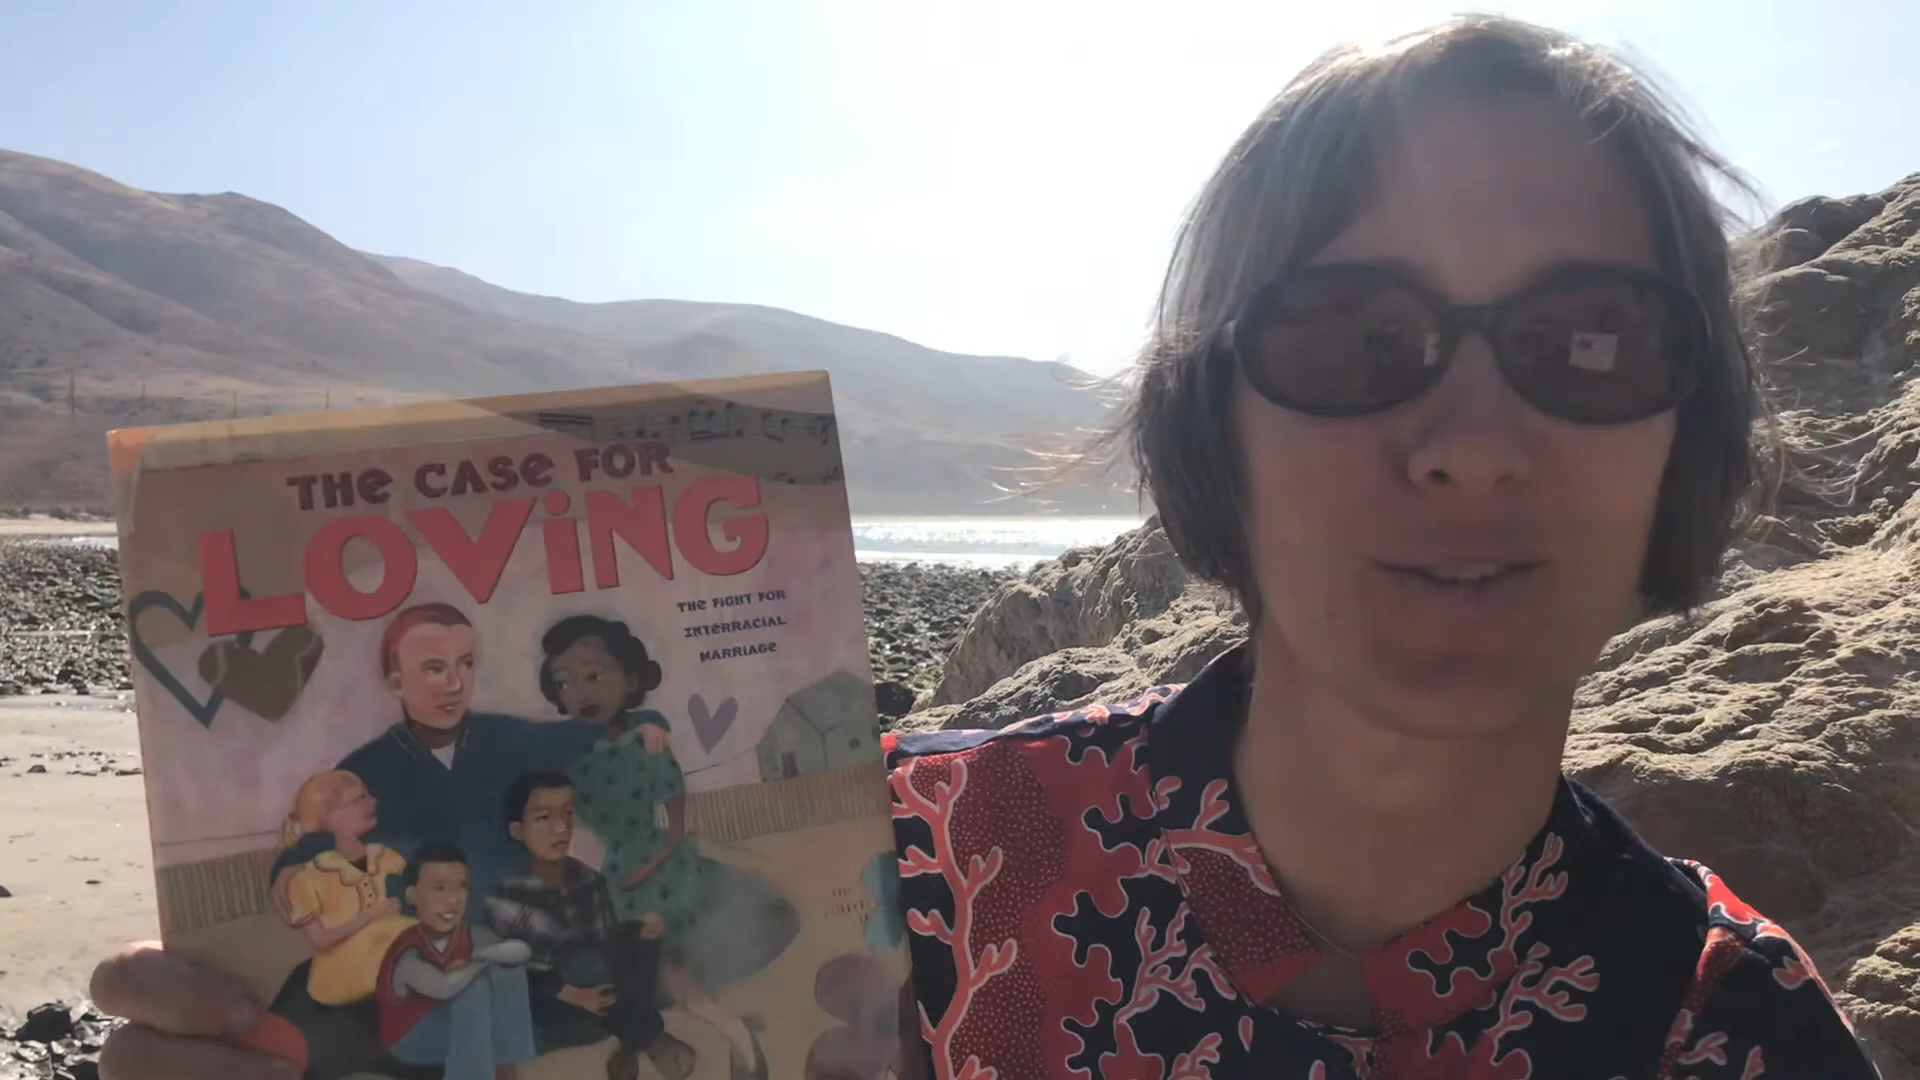 THE CASE FOR
LOVING
THE FIGHT FOR
INTERRACIAL
MARRIAGE